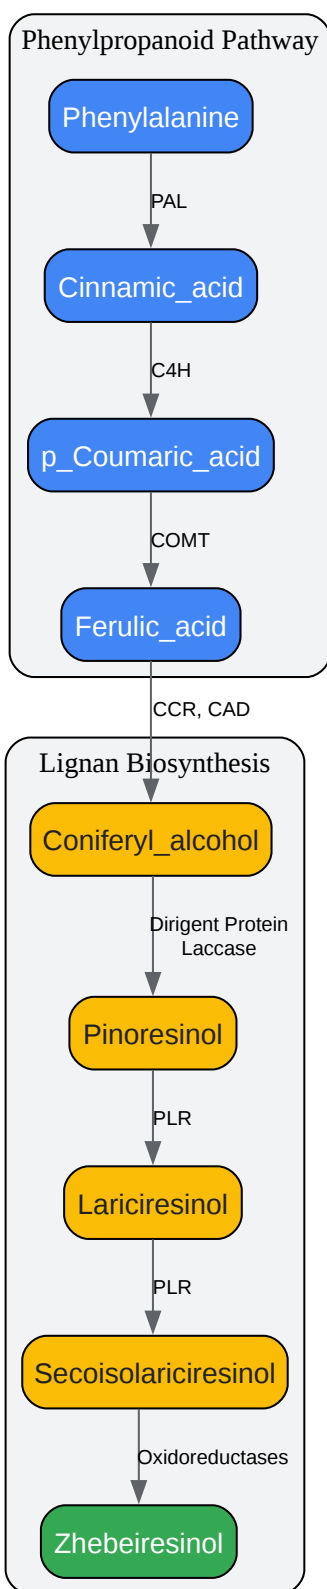 Phenylpropanoid Pathway
Phenylalanine
PAL
Cinnamic_acid
C4H
p_Coumaric_acid
COMT
Ferulic_acid
CCR, CAD
Lignan Biosynthesis
Coniferyl_alcohol
Dirigent Protein
Laccase
Pinoresinol
PLR
Lariciresinol
PLR
Secoisolariciresinol
Oxidoreductases
Zhebeiresinol